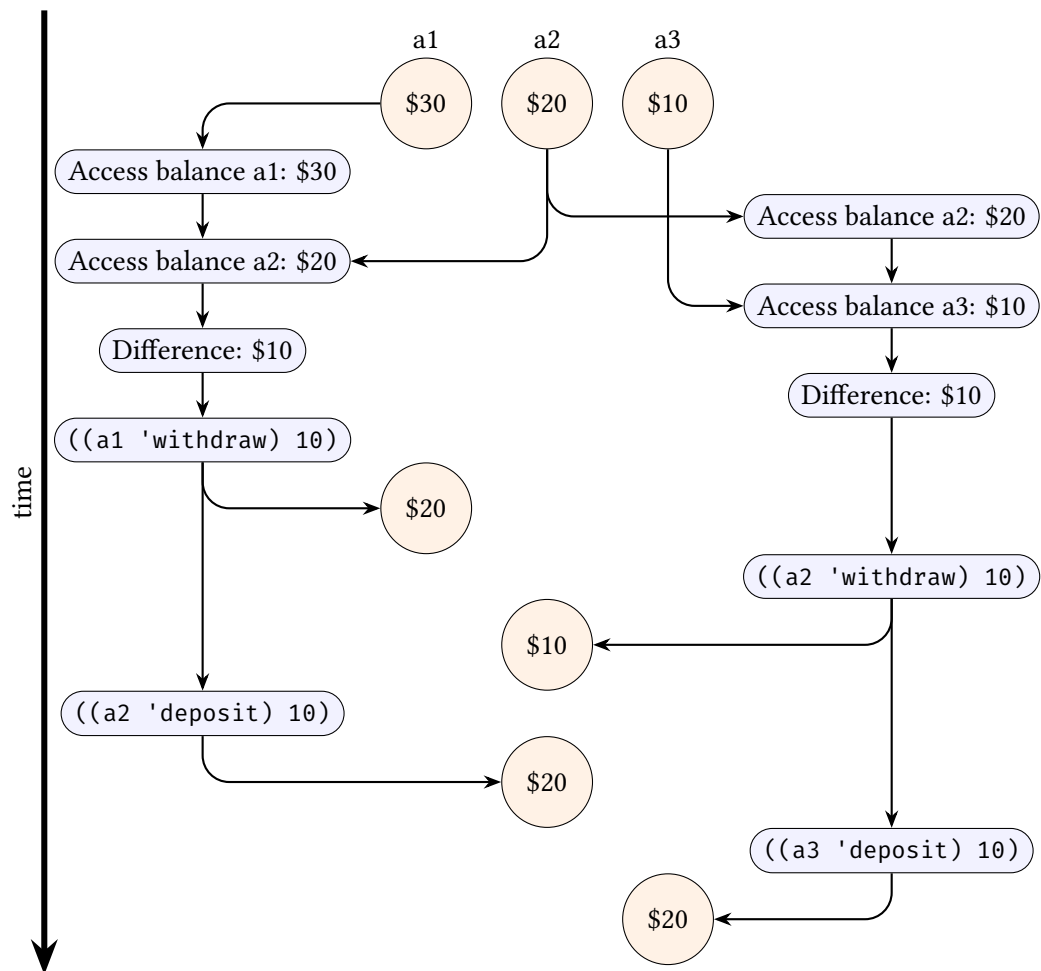 a1 a2 a3
$30 $20 $10
Access balance a1: $30
Access balance a2: $20
Access balance a2: $20
Access balance a3: $10
Difference: $10
Difference: $10
((a1 'withdraw) 10)
time
$20
((a2 'withdraw) 10)
$10
((a2 'deposit) 10)
$20
((a3 'deposit) 10)
$20